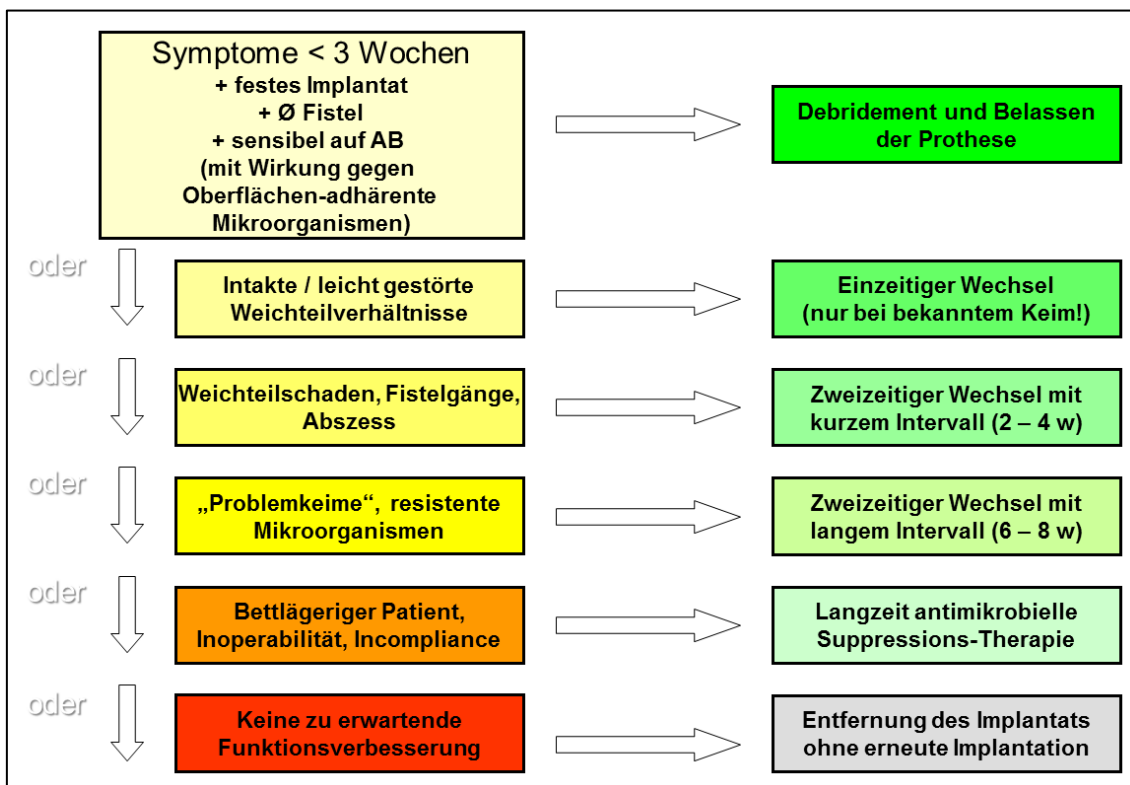 Symptome < 3 Wochen
+ festes Implantat
+ Ø Fistel
+ sensibel auf AB
(mit Wirkung gegen
Oberflächen-adhärente
Mikroorganismen)
Debridement und Belassen
der Prothese
oder
Intakte / leicht gestörte
Weichteilverhältnisse
Einzeitiger Wechsel
(nur bei bekanntem Keim!)
oder
Weichteilschaden, Fistelgänge,
Abszess
Zweizeitiger Wechsel mit
kurzem Intervall (2 – 4 w)
oder
„Problemkeime“, resistente
Mikroorganismen
Zweizeitiger Wechsel mit
langem Intervall (6 – 8 w)
oder
Bettlägeriger Patient,
Inoperabilität, Incompliance
Langzeit antimikrobielle
Suppressions-Therapie
oder
Keine zu erwartende
Funktionsverbesserung
Entfernung des Implantats
ohne erneute Implantation